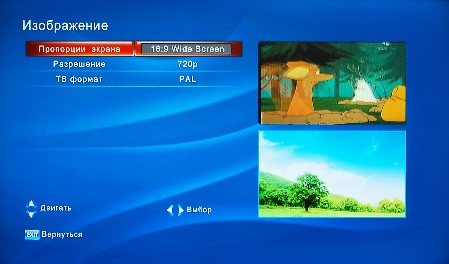 Изображение
Пропорции экрана 16:9 Wide Screen
Разрешение 720p
ТВ формат PAL
Двигать Выбор
EXIT Вернуться